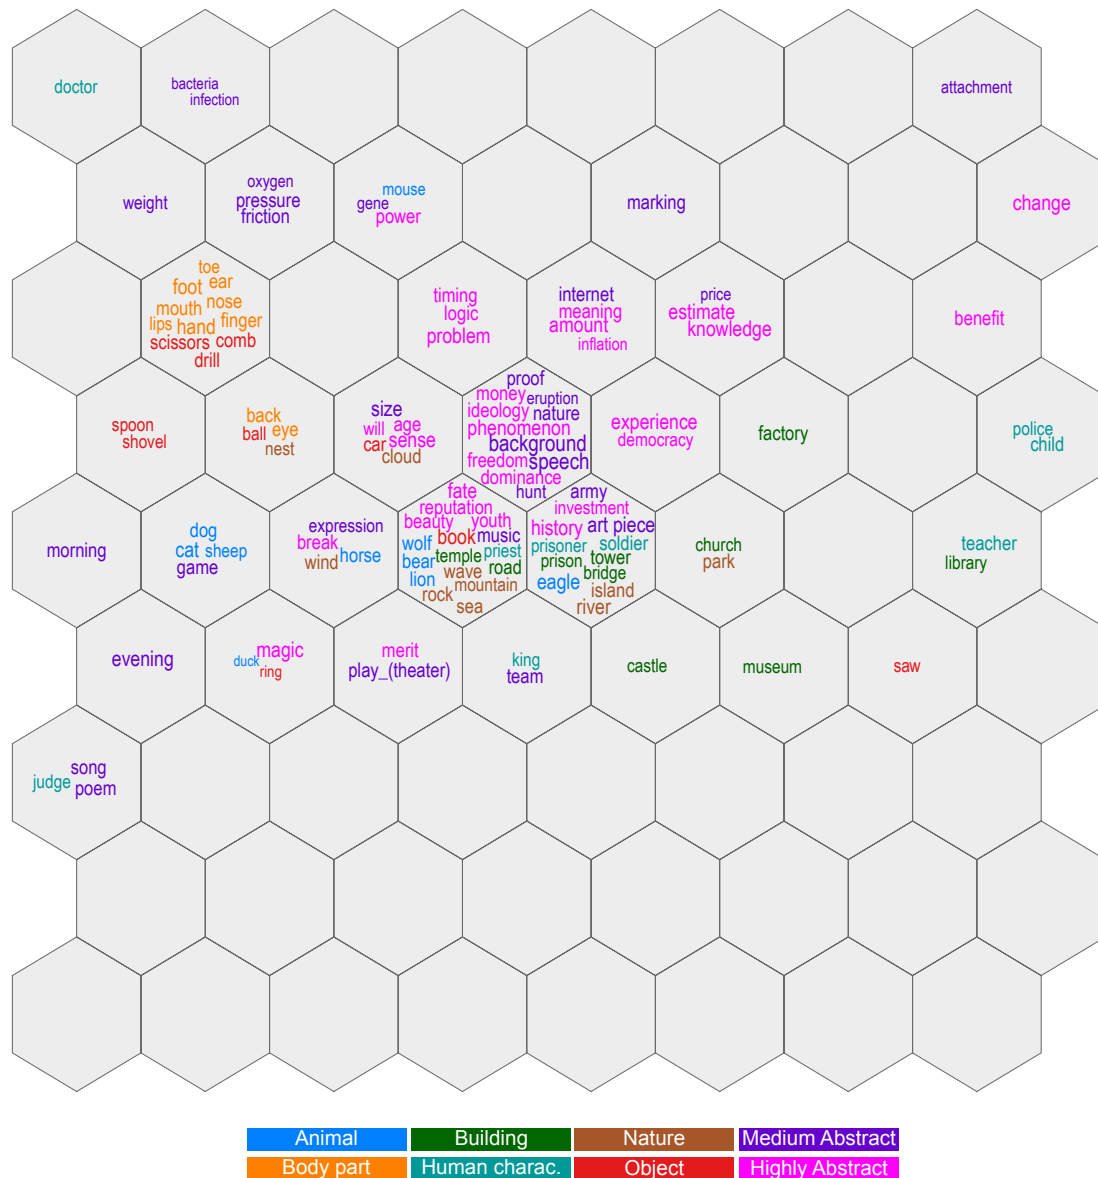 doctor
bacteria
infection
attachment
weight
oxygen
pressure
friction
mouse
gene
power
marking
change
toe
foot ear
mouth nose
lips hand finger
scissors comb
drill
timing
logic
problem
internet
meaning
amount
inflation
price
estimate
knowledge
benefit
spoon
shovel
back
ball eye
nest
size
will age
car sense
cloud
proof
money eruption
ideology nature
phenomenon
background
freedom speech
dominance
hunt
experience
democracy
factory
police
child
morning
dog
cat sheep
game
expression
break
wind horse
fate
reputation
beauty youth
book music
wolf temple priest
bear road
lion wave
rock mountain
sea
army
investment
history art piece
prisoner soldier
prison tower
eagle bridge
island
river
church
park
teacher
library
evening
magic
duck
ring
merit
play_(theater)
king
team
castle
museum
saw
song
judge
poem
Animal Building Nature Medium Abstract
Body part Human charac. Object Highly Abstract